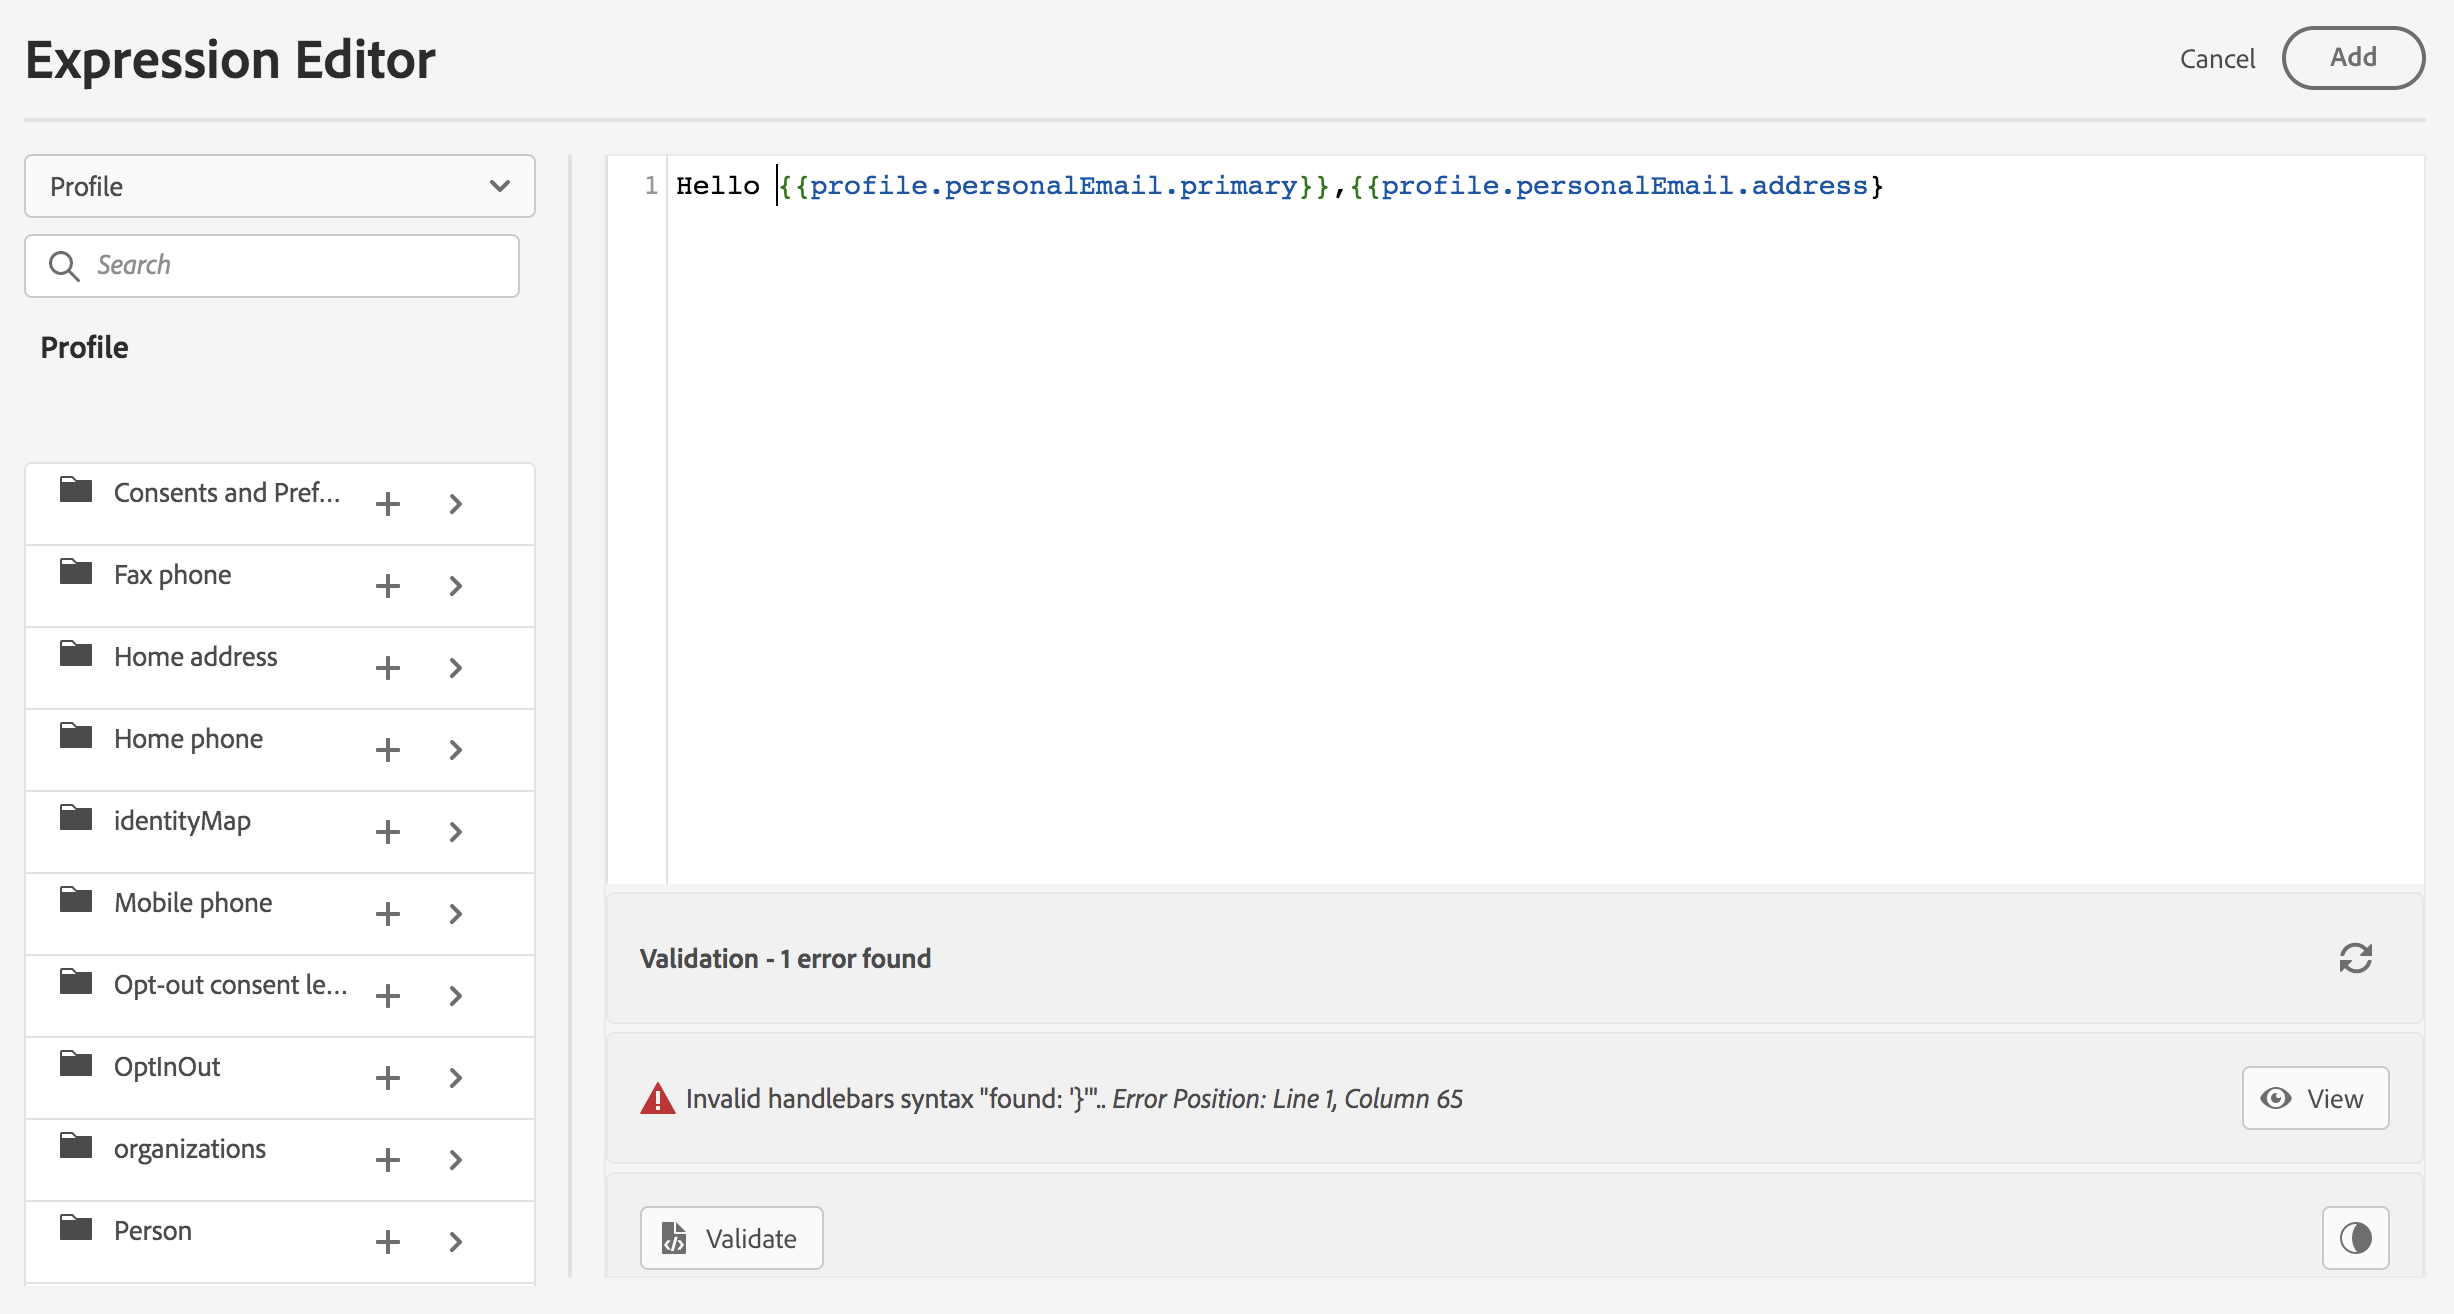 Expression Editor
Cancel
Add
Profile
Search
Profile
Consents and Pref...
Fax phone
Home address
Home phone
identityMap
Mobile phone
Opt-out consent le...
OptInOut
organizations
Person
1 Hello {{profile.personalEmail.primary}},{{profile.personalEmail.address}
Validation - 1 error found
Invalid handlebars syntax "found: '}'".. Error Position: Line 1, Column 65
View
Validate